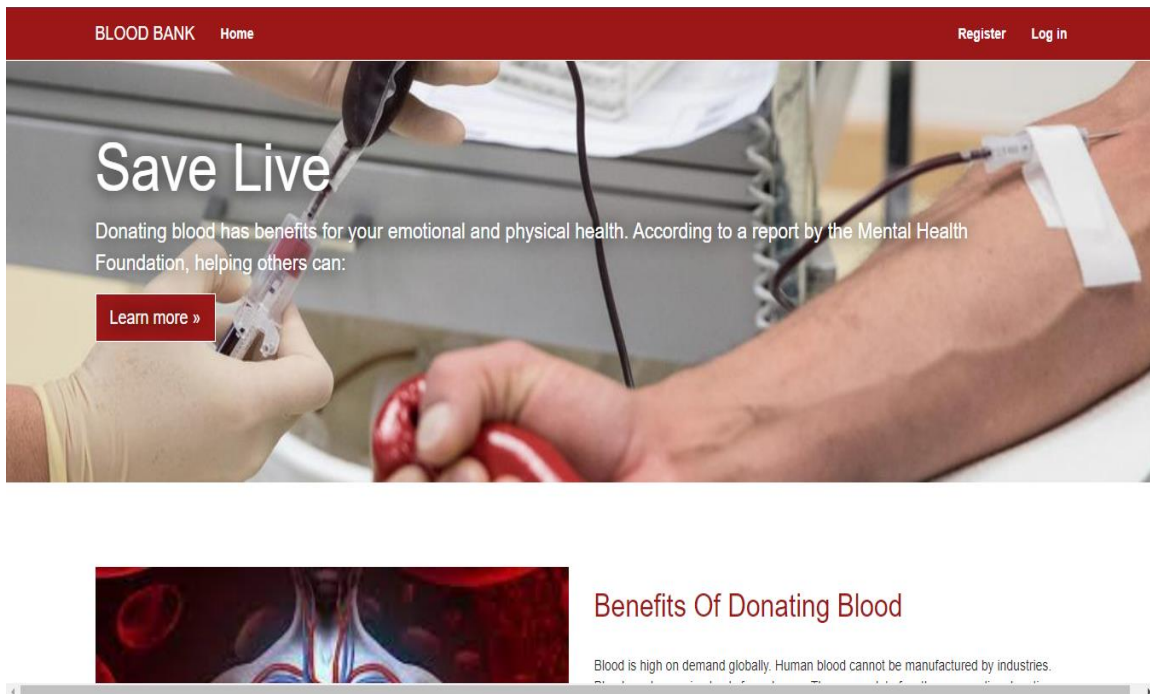 BLOOD BANK Home Register Log in
Save Live
Donating blood has benefits for your emotional and physical health. According to a report by the Mental Health
Foundation, helping others can:
Learn more »
Benefits Of Donating Blood
Blood is high on demand globally. Human blood cannot be manufactured by industries.